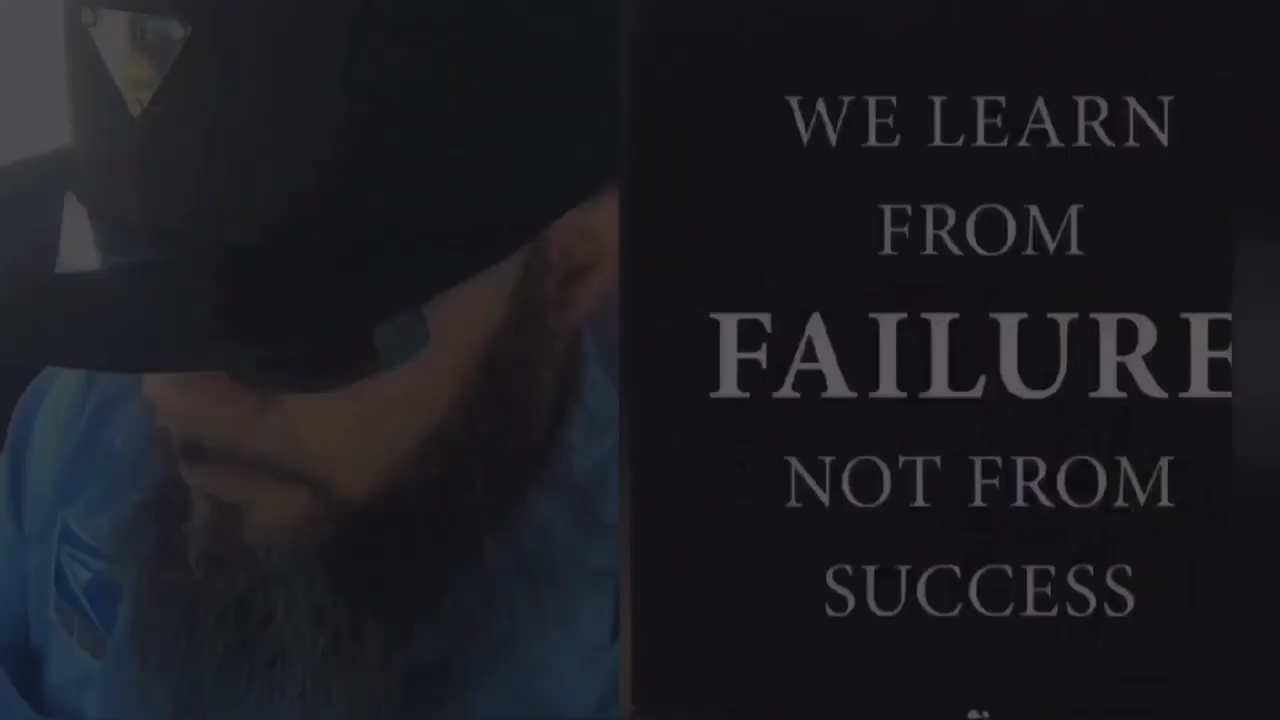 WE LEARN
FROM
FAILURE
NOT FROM
SUCCESS